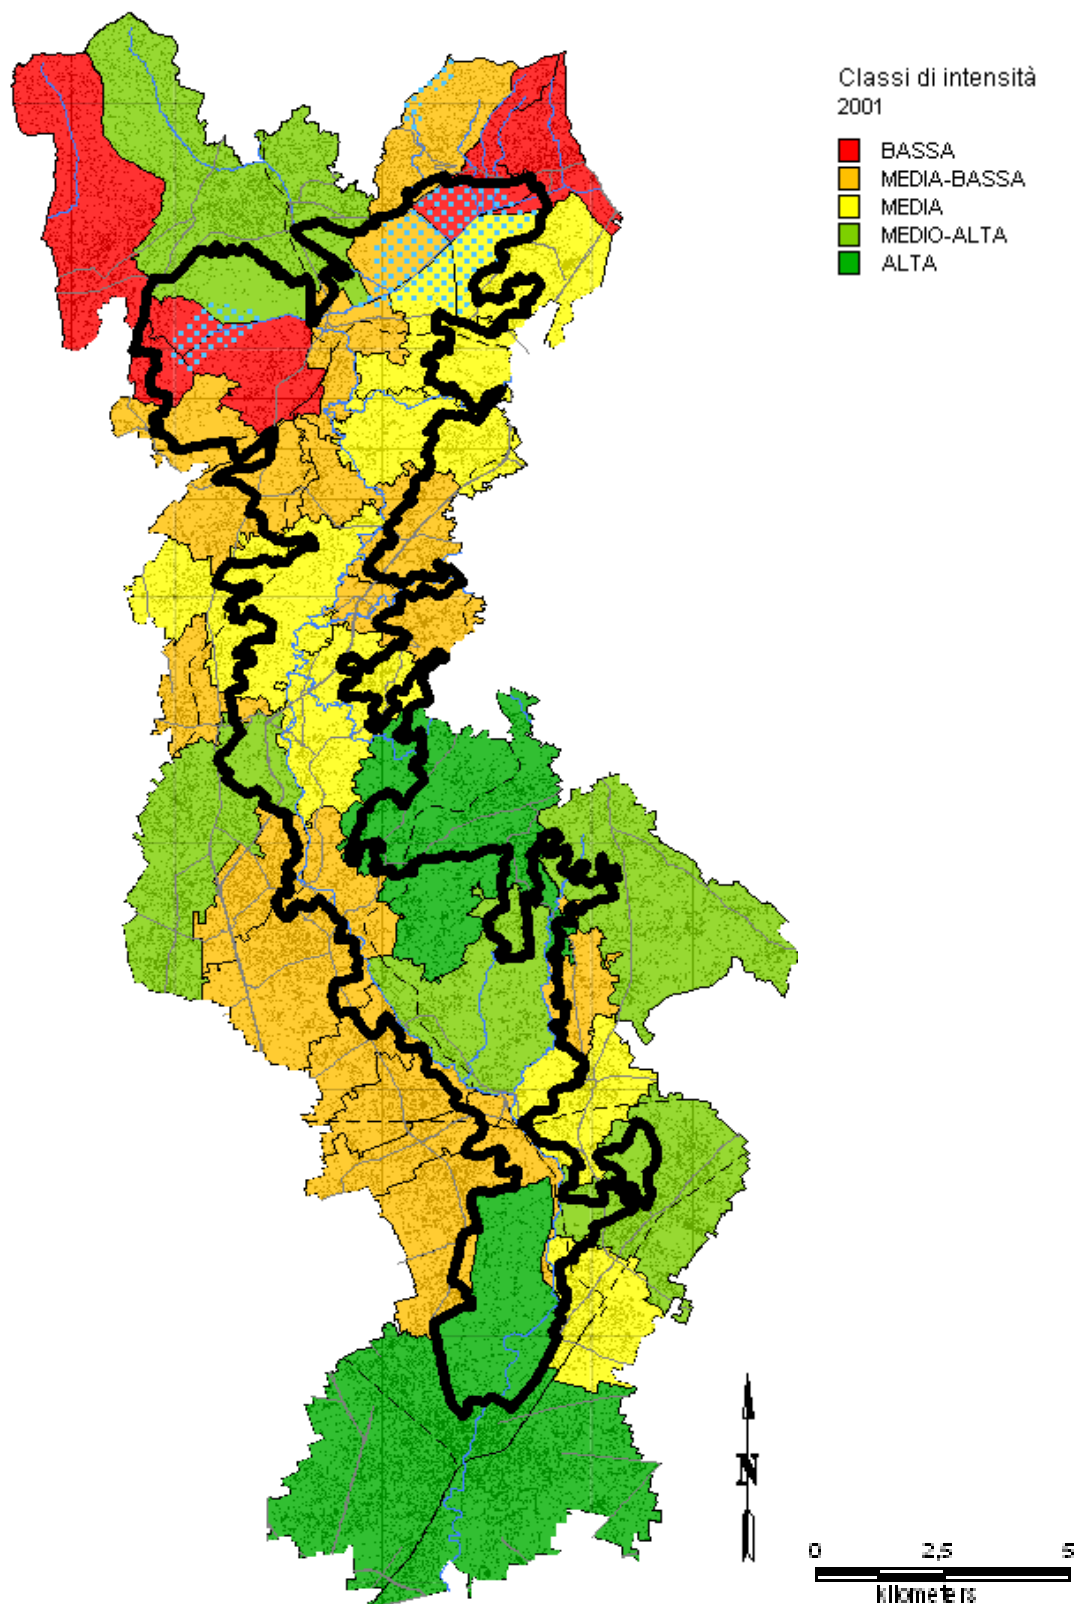 Classi di intensità
2001
BASSA
MEDIA-BASSA
MEDIA
MEDIO-ALTA
ALTA
N
0 2,5 5
kilometers